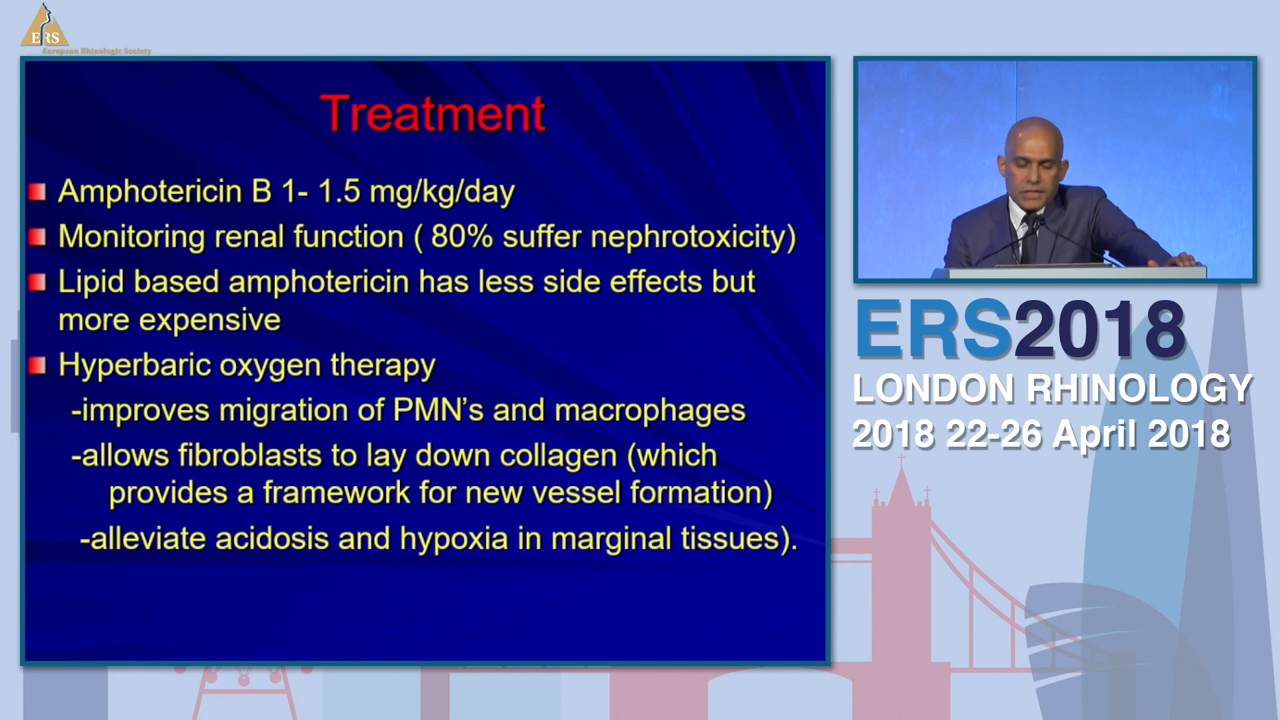 ERS
European Rhinologic Society
Treatment
Amphotericin B 1- 1.5 mg/kg/day
Monitoring renal function ( 80% suffer nephrotoxicity)
Lipid based amphotericin has less side effects but
more expensive
Hyperbaric oxygen therapy
-improves migration of PMN's and macrophages
-allows fibroblasts to lay down collagen (which
provides a framework for new vessel formation)
-alleviate acidosis and hypoxia in marginal tissues).
ERS2018
LONDON RHINOLOGY
2018 22-26 April 2018